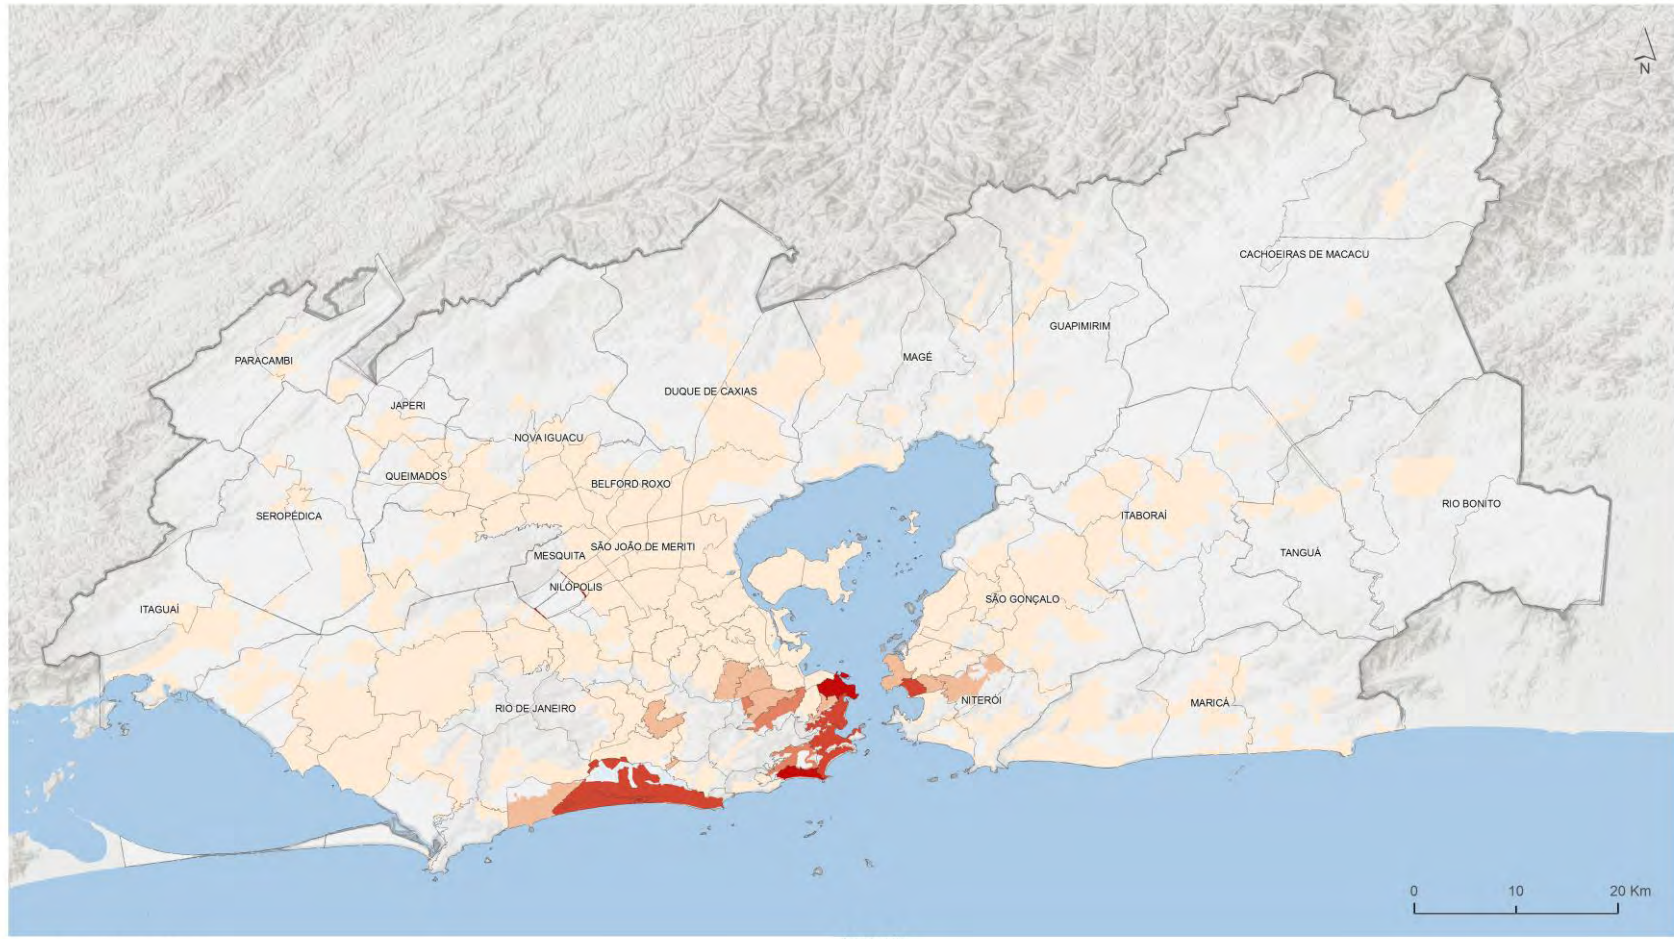 N
CACHOEIRAS DE MACACU
GUAPIMIRIM
MAGÉ
PARACAMBI
DUQUE DE CAXIAS
JAPERI
NOVA IGUACU
QUEIMADOS
BELFORD ROXO
RIO BONITO
SEROPÉDICA
ITABORAÍ
SÃO JOÃO DE MERITI
MESQUITA
TANGUÁ
NILÓPOLIS
SÃO GONÇALO
ITAGUAÍ
NITERÓI
MARICÁ
RIO DE JANEIRO
0 10 20 Km